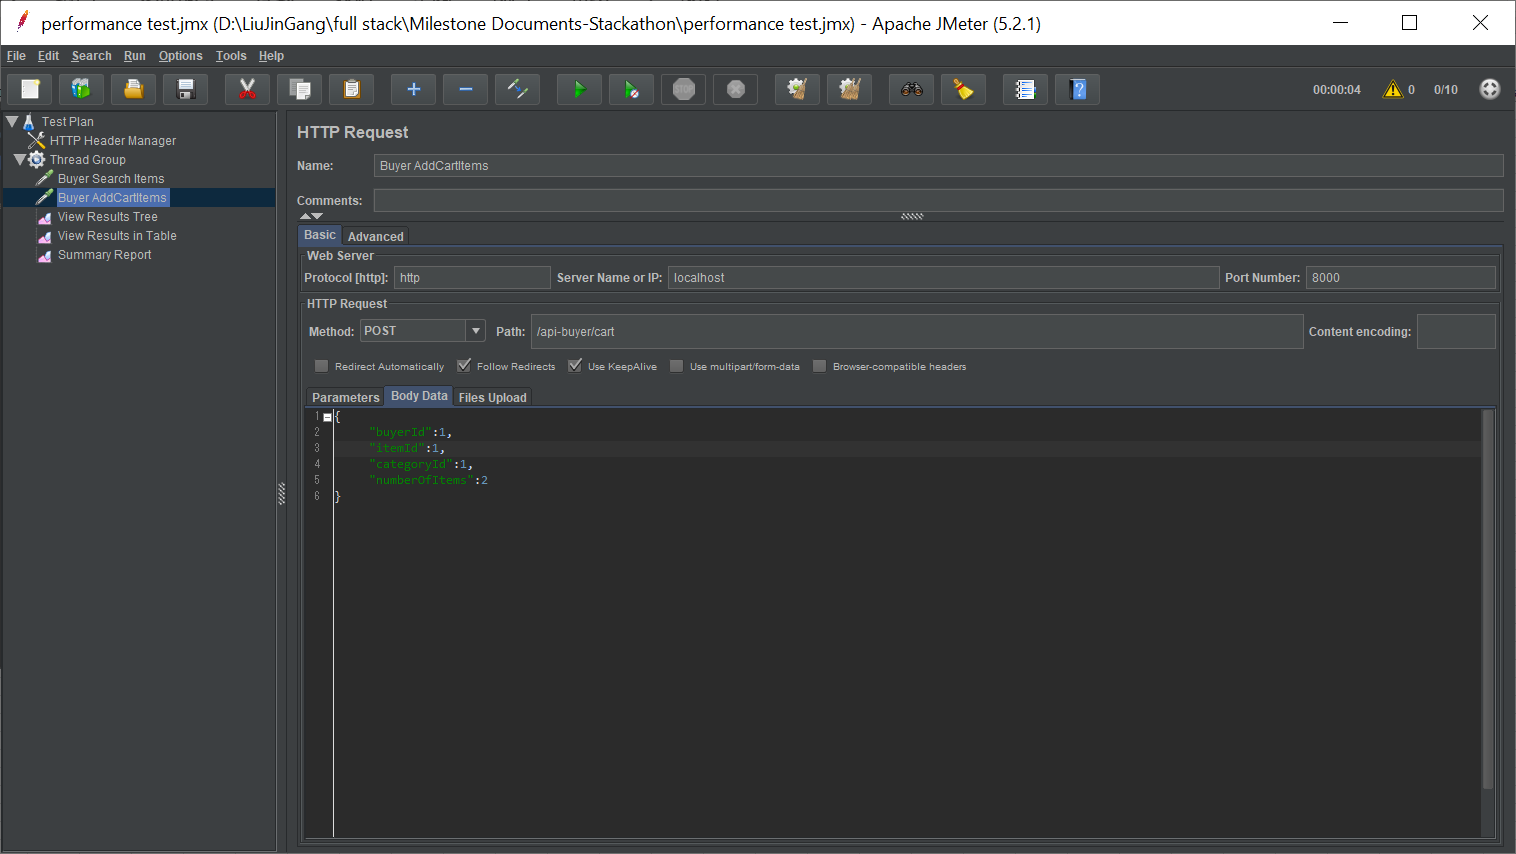 performance test.jmx (D:\LiuJinGang\full stack\Milestone Documents-Stackathon\performance test.jmx) - Apache JMeter (5.2.1)
File Edit Search Run Options Tools Help
STOP 00:00:04 0 0/10
Test Plan
HTTP Header Manager
Thread Group
Buyer Search Items
Buyer AddCartItems
View Results Tree
View Results in Table
Summary Report
HTTP Request
Name: Buyer AddCartItems
Comments:
Basic Advanced
Web Server
Protocol [http]: http Server Name or IP: localhost Port Number: 8000
HTTP Request
Method: POST Path: /api-buyer/cart Content encoding:
Redirect Automatically Follow Redirects Use KeepAlive Use multipart/form-data Browser-compatible headers
Parameters Body Data Files Upload
1 {
2 "buyerId":1,
3 "itemId":1,
4 "categoryId":1,
5 "numberOfItems":2
6 }